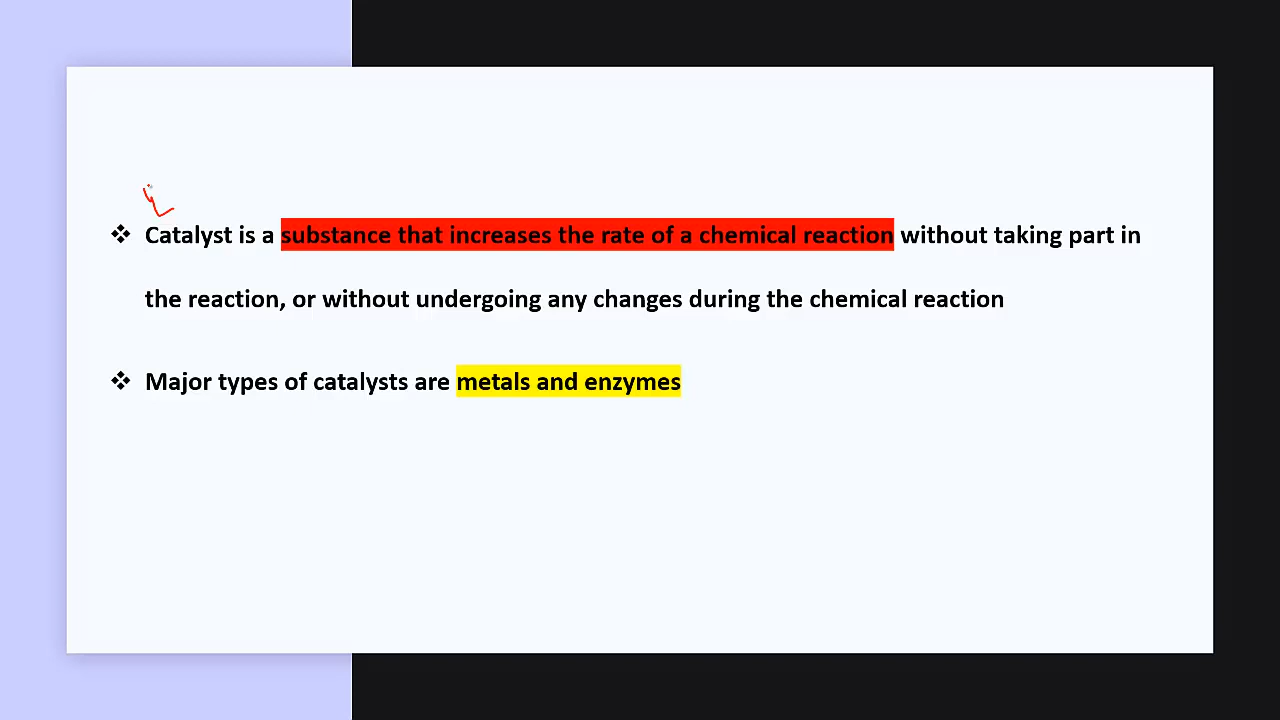 ❖ Catalyst is a substance that increases the rate of a chemical reaction without taking part in
the reaction, or without undergoing any changes during the chemical reaction
❖ Major types of catalysts are metals and enzymes